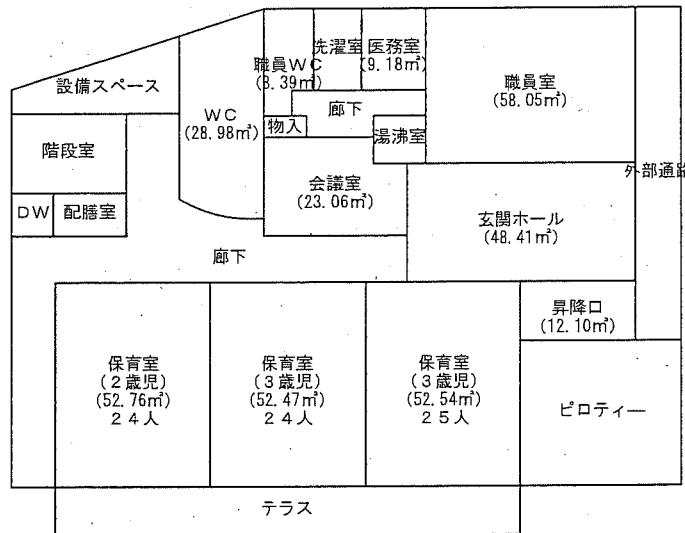 設備スペース
WC
(28.98㎡)
職員WC
(8.39㎡)
洗濯室
医務室
(9.18㎡)
職員室
(58.05㎡)
廊下
物入
湯沸室
階段室
会議室
(23.06㎡)
外部通路
DW
配膳室
玄関ホール
(48.41㎡)
廊下
昇降口
(12.10㎡)
保育室
(2歳児)
(52.76㎡)
24人
保育室
(3歳児)
(52.47㎡)
24人
保育室
(3歳児)
(52.54㎡)
25人
ピロティー
テラス